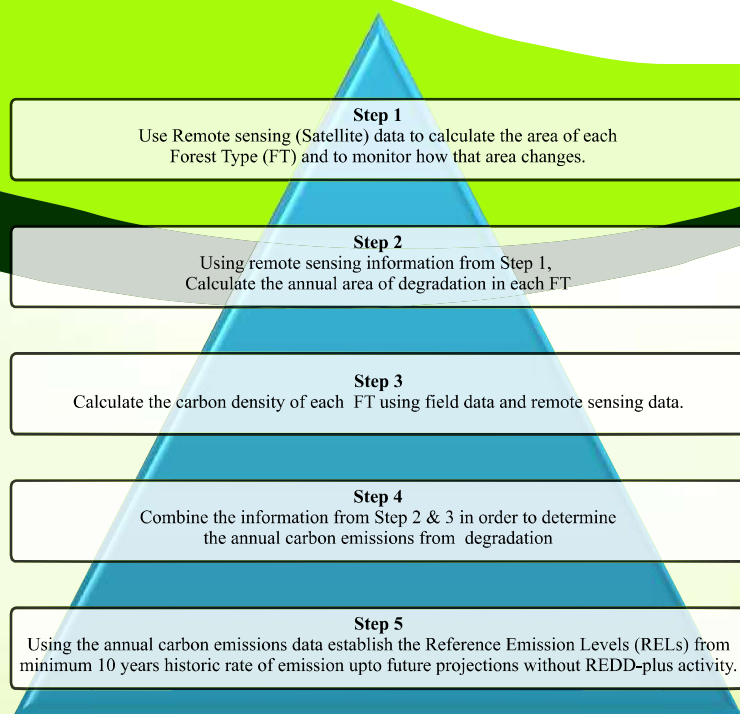 Step 1
Use Remote sensing (Satellite) data to calculate the area of each
Forest Type (FT) and to monitor how that area changes.
Step 2
Using remote sensing information from Step 1,
Calculate the annual area of degradation in each FT
Step 3
Calculate the carbon density of each FT using field data and remote sensing data.
Step 4
Combine the information from Step 2 & 3 in order to determine
the annual carbon emissions from degradation
Step 5
Using the annual carbon emissions data establish the Reference Emission Levels (RELs) from
minimum 10 years historic rate of emission upto future projections without REDD-plus activity.